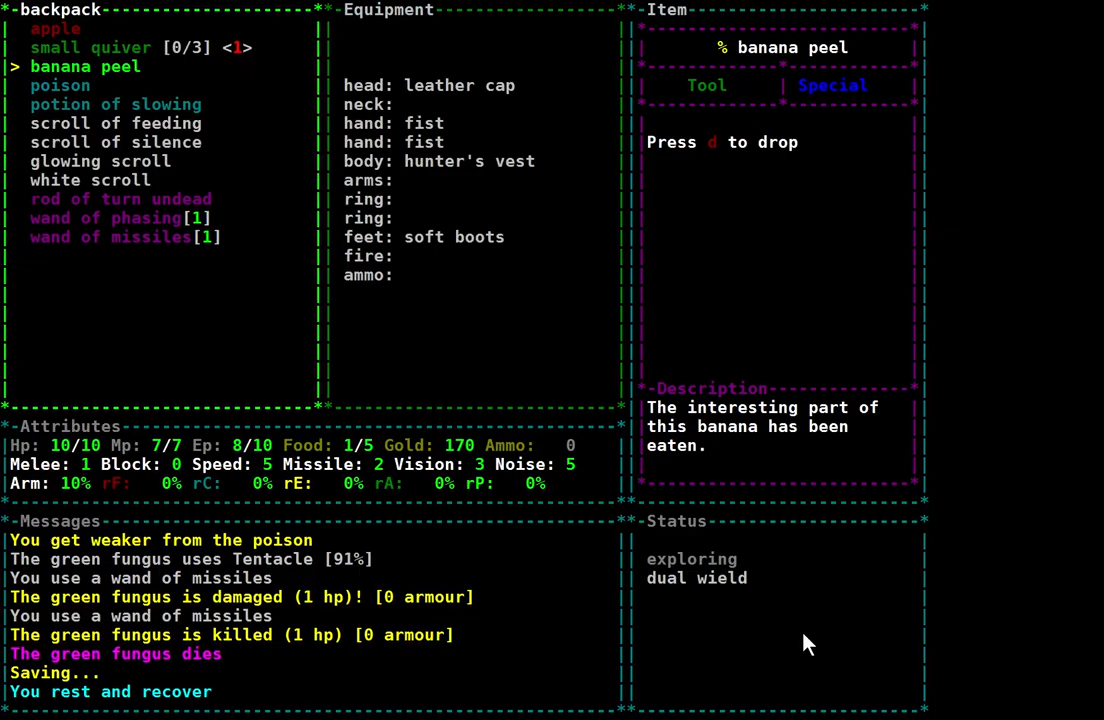 backpack
apple
small quiver [0/3] <1>
> banana peel
poison
potion of slowing
scroll of feeding
scroll of silence
glowing scroll
white scroll
rod of turn undead
wand of phasing[1]
wand of missiles[1]
Equipment
head: leather cap
neck:
hand: fist
hand: fist
body: hunter's vest
arms:
ring:
ring:
feet: soft boots
fire:
ammo:
Item
% banana peel
Tool | Special
Press d to drop
Description
The interesting part of
this banana has been
eaten.
Attributes
Hp: 10/10 Mp: 7/7 Ep: 8/10 Food: 1/5 Gold: 170 Ammo: 0
Melee: 1 Block: 0 Speed: 5 Missile: 2 Vision: 3 Noise: 5
Arm: 10% rF: 0% rC: 0% rE: 0% rA: 0% rP: 0%
Messages
You get weaker from the poison
The green fungus uses Tentacle [91%]
You use a wand of missiles
The green fungus is damaged (1 hp)! [0 armour]
You use a wand of missiles
The green fungus is killed (1 hp) [0 armour]
The green fungus dies
Saving...
You rest and recover
Status
exploring
dual wield